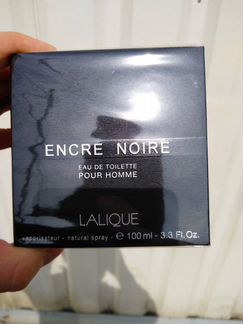 ENCRE NOIRE
EAU DE TOILETTE
POUR HOMME
LALIQUE
vaporisateur - natural spray - ℮ 100 ml - 3.3 Fl.Oz.